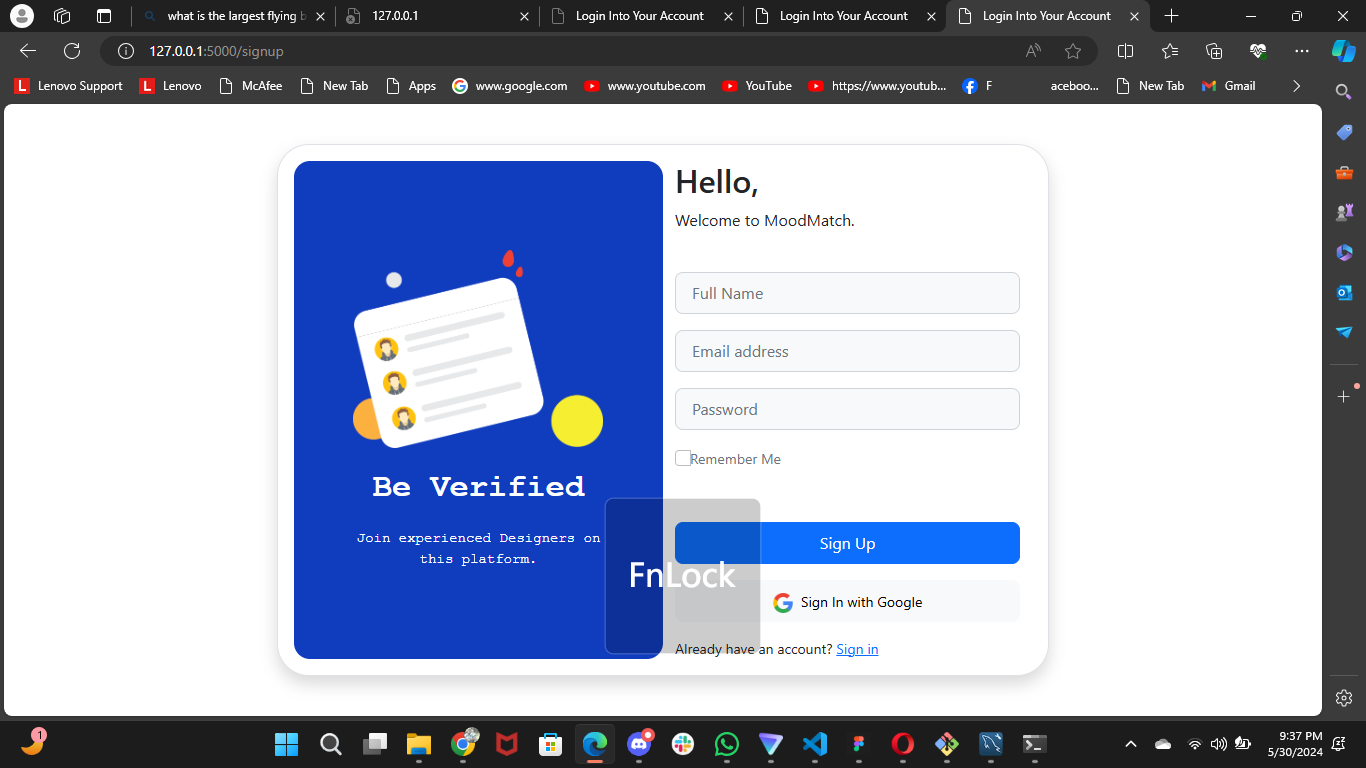 what is the largest flying b
127.0.0.1
Login Into Your Account
Login Into Your Account
Login Into Your Account
127.0.0.1:5000/signup
Lenovo Support
Lenovo
McAfee
New Tab
Apps
www.google.com
www.youtube.com
YouTube
https://www.youtub...
F
aceboo...
New Tab
Gmail
Hello,
Welcome to MoodMatch.
Full Name
Email address
Password
Remember Me
Be Verified
Join experienced Designers on
this platform.
Sign Up
FnLock
Sign In with Google
Already have an account? Sign in
1
9:37 PM
5/30/2024